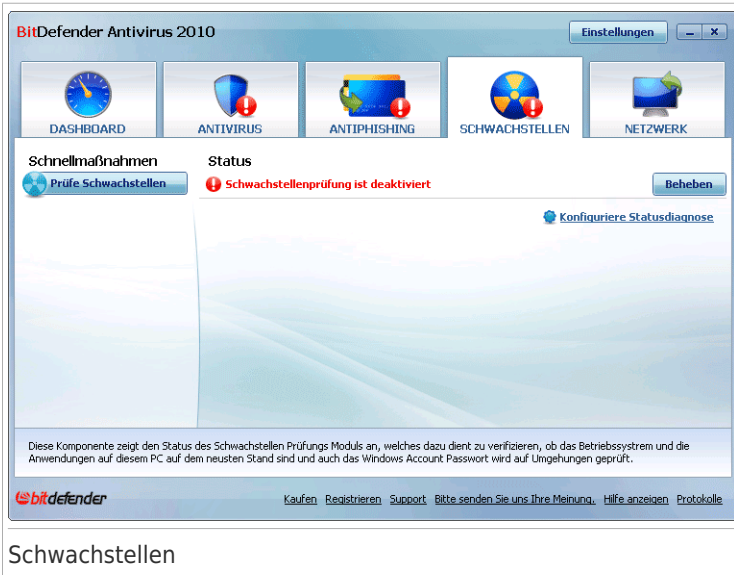 BitDefender Antivirus 2010
Einstellungen
DASHBOARD
ANTIVIRUS
ANTIPHISHING
SCHWACHSTELLEN
NETZWERK
Schnellmaßnahmen
Status
Prüfe Schwachstellen
Schwachstellenprüfung ist deaktiviert
Beheben
Konfiguriere Statusdiagnose
Diese Komponente zeigt den Status des Schwachstellen Prüfungs Moduls an, welches dazu dient zu verifizieren, ob das Betriebssystrem und die
Anwendungen auf diesem PC auf dem neusten Stand sind und auch das Windows Account Passwort wird auf Umgehungen geprüft.
bitdefender
Kaufen Registrieren Support Bitte senden Sie uns Ihre Meinung. Hilfe anzeigen Protokolle
Schwachstellen